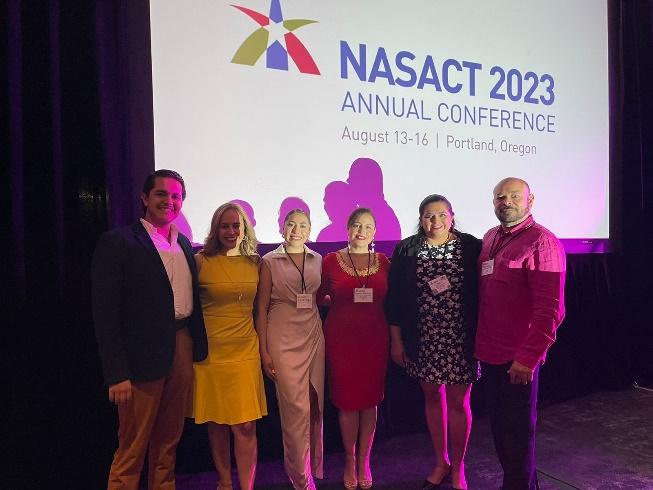 NASACT 2023
ANNUAL CONFERENCE
August 13-16 | Portland, Oregon